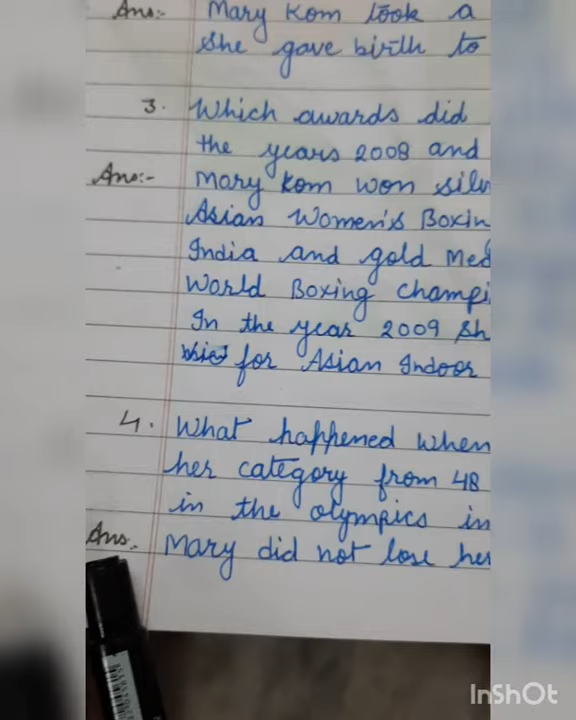 Ans:- Mary Kom took a
she gave birth to
3. Which awards did
the years 2008 and
Ans:- Mary Kom won silv
Asian Women's Boxin
India and gold Med
World Boxing Champi
In the year 2009 Sh
for Asian Indoor
4. What happened when
her category from 48
in the olympics in
Ans. Mary did not lose her
InShOt